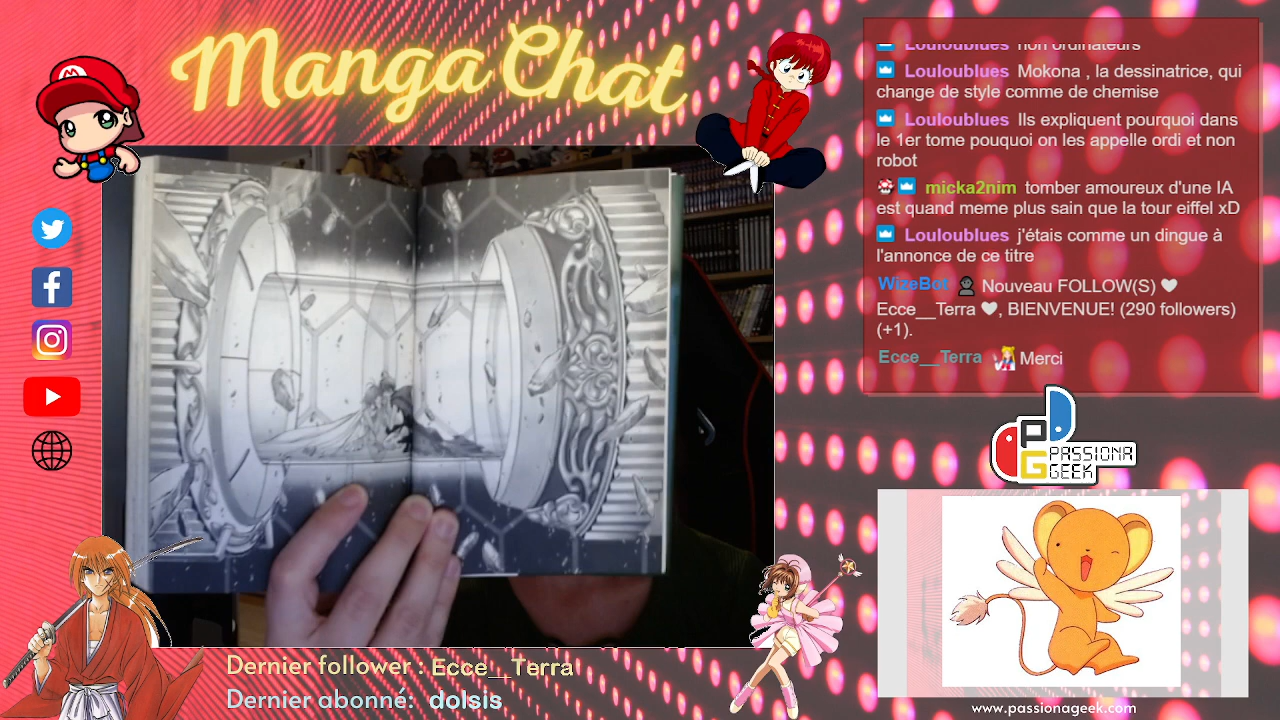 Manga Chat
Louloublues non ordinateurs
Louloublues Mokona , la dessinatrice, qui
change de style comme de chemise
Louloublues Ils expliquent pourquoi dans
le 1er tome pouquoi on les appelle ordi et non
robot
micka2nim tomber amoureux d'une IA
est quand meme plus sain que la tour eiffel xD
Louloublues j'étais comme un dingue à
l'annonce de ce titre
WizeBot Nouveau FOLLOW(S)
Ecce__Terra , BIENVENUE! (290 followers)
(+1).
Ecce__Terra Merci
PG
PASSIONA
GEEK
Dernier follower : Ecce__Terra
Dernier abonné: dolsis
www.passionageek.com